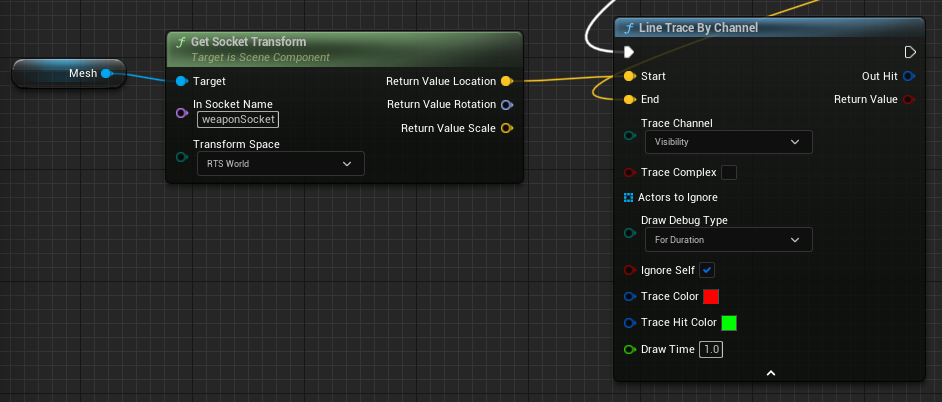 Mesh
f Get Socket Transform
Target is Scene Component
Target
Return Value Location
In Socket Name
Return Value Rotation
weaponSocket
Return Value Scale
Transform Space
RTS World
f Line Trace By Channel
Start
Out Hit
End
Return Value
Trace Channel
Visibility
Trace Complex
Actors to Ignore
Draw Debug Type
For Duration
Ignore Self
Trace Color
Trace Hit Color
Draw Time 1.0